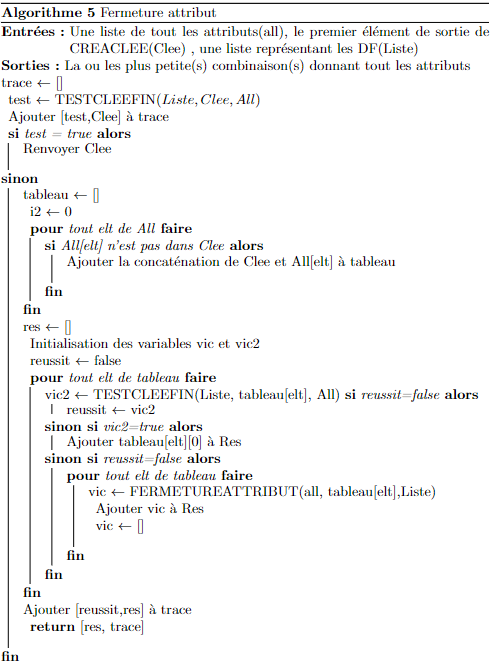 Algorithme 5 Fermeture attribut
Entrées : Une liste de tout les attributs(all), le premier élément de sortie de
CREACLEE(Clee) , une liste représentant les DF(Liste)
Sorties : La ou les plus petite(s) combinaison(s) donnant tout les attributs
trace ← []
test ← TESTCLEEFIN(Liste, Clee, All)
Ajouter [test,Clee] à trace
si test = true alors
Renvoyer Clee
sinon
tableau ← []
i2 ← 0
pour tout elt de All faire
si All[elt] n'est pas dans Clee alors
Ajouter la concaténation de Clee et All[elt] à tableau
fin
fin
res ← []
Initialisation des variables vic et vic2
reussit ← false
pour tout elt de tableau faire
vic2 ← TESTCLEEFIN(Liste, tableau[elt], All) si reussit=false alors
reussit ← vic2
sinon si vic2=true alors
Ajouter tableau[elt][0] à Res
sinon si reussit=false alors
pour tout elt de tableau faire
vic ← FERMETUREATTRIBUT(all, tableau[elt],Liste)
Ajouter vic à Res
vic ← []
fin
fin
fin
Ajouter [reussit,res] à trace
return [res, trace]
fin